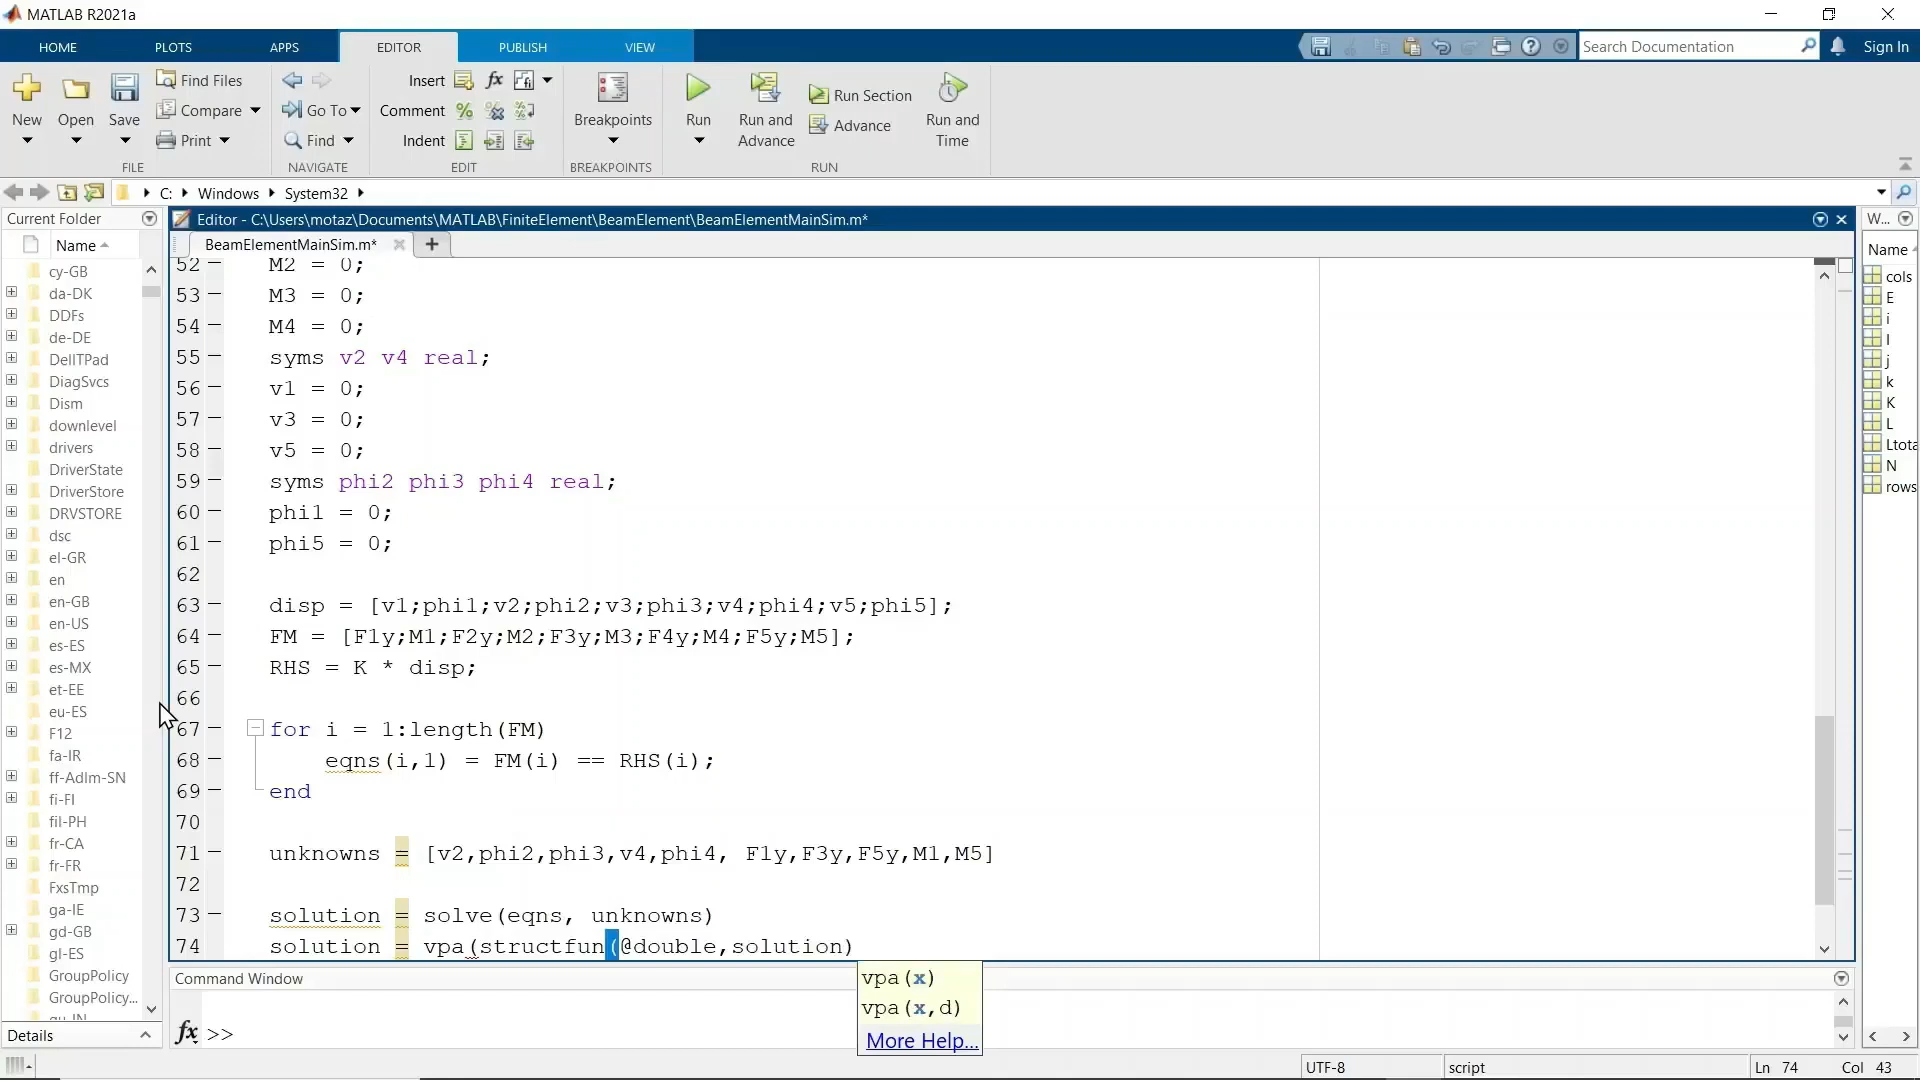 MATLAB R2021a
HOME PLOTS APPS EDITOR PUBLISH VIEW
Search Documentation
Sign In
New
Open
Save
Find Files
Compare
Print
FILE
Go To
Find
NAVIGATE
Insert
Comment
Indent
EDIT
fx
Breakpoints
BREAKPOINTS
Run
Run and Advance
Run Section
Advance
Run and Time
RUN
C: Windows System32
Current Folder
Name
cy-GB
da-DK
DDFs
de-DE
DellTPad
DiagSvcs
Dism
downlevel
drivers
DriverState
DriverStore
DRVSTORE
dsc
el-GR
en
en-GB
en-US
es-ES
es-MX
et-EE
eu-ES
F12
fa-IR
ff-Adlm-SN
fi-FI
fil-PH
fr-CA
fr-FR
FxsTmp
ga-IE
gd-GB
gl-ES
GroupPolicy
GroupPolicy...
gu-IN
Details
Editor - C:\Users\motaz\Documents\MATLAB\FiniteElement\BeamElement\BeamElementMainSim.m*
BeamElementMainSim.m*
52 M2 = 0;
53 M3 = 0;
54 M4 = 0;
55 syms v2 v4 real;
56 v1 = 0;
57 v3 = 0;
58 v5 = 0;
59 syms phi2 phi3 phi4 real;
60 phi1 = 0;
61 phi5 = 0;
62
63 disp = [v1;phi1;v2;phi2;v3;phi3;v4;phi4;v5;phi5];
64 FM = [F1y;M1;F2y;M2;F3y;M3;F4y;M4;F5y;M5];
65 RHS = K * disp;
66
67 for i = 1:length(FM)
68 eqns(i,1) = FM(i) == RHS(i);
69 end
70
71 unknowns = [v2,phi2,phi3,v4,phi4, F1y,F3y,F5y,M1,M5]
72
73 solution = solve(eqns, unknowns)
74 solution = vpa(structfun(@double,solution)
vpa(x)
vpa(x,d)
More Help...
Command Window
fx >>
W...
Name
cols
E
i
I
j
k
K
L
Ltota
N
rows
UTF-8
script
Ln 74 Col 43